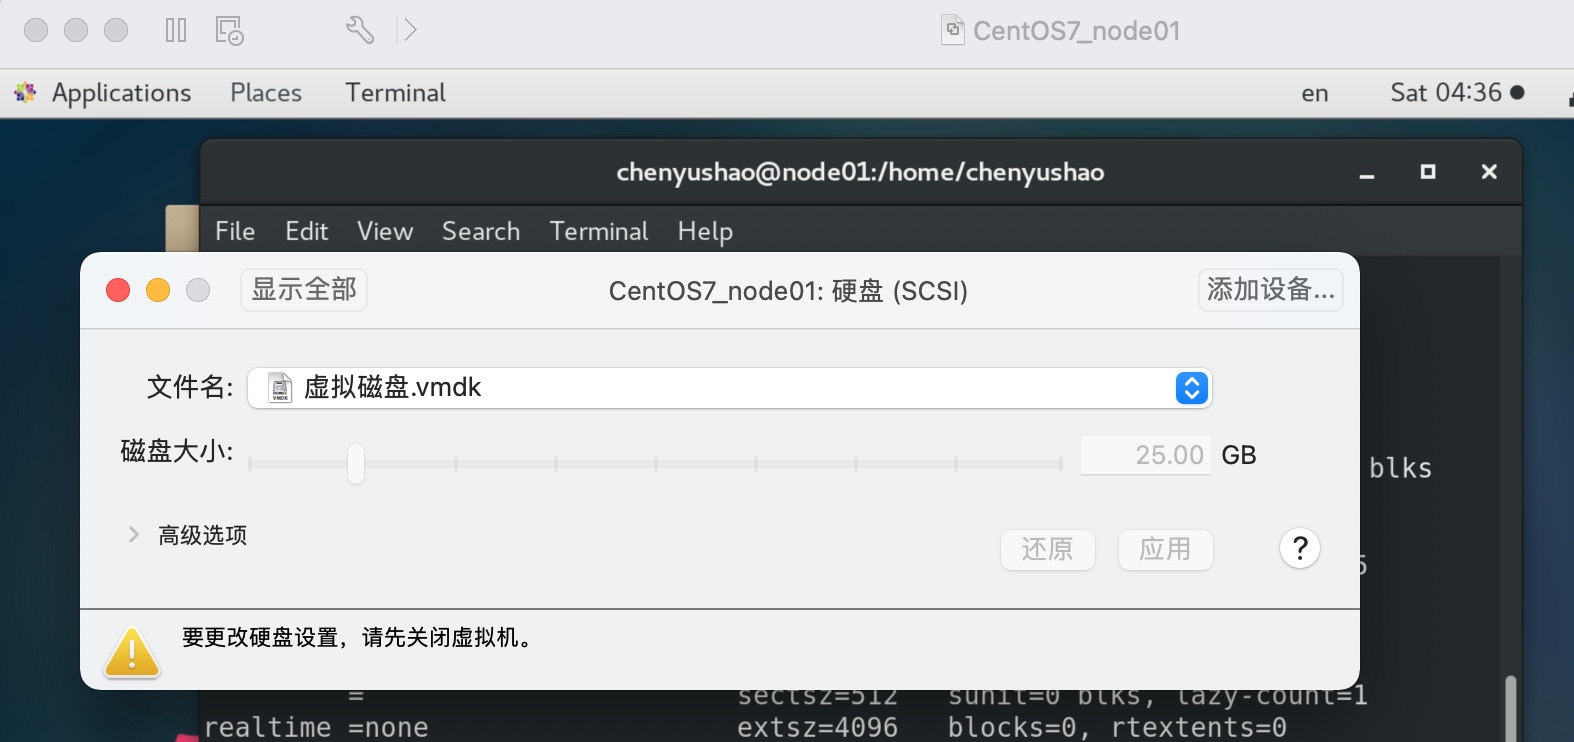 CentOS7_node01
Applications Places Terminal en Sat 04:36
chenyushao@node01:/home/chenyushao
File Edit View Search Terminal Help
显示全部 CentOS7_node01: 硬盘 (SCSI) 添加设备...
文件名: 虚拟磁盘.vmdk
磁盘大小: 25.00 GB
blks
高级选项
还原 应用 ?
要更改硬盘设置，请先关闭虚拟机。
= sectsz=512 sunit=0 blks, lazy-count=1
realtime =none extsz=4096 blocks=0, rtextents=0